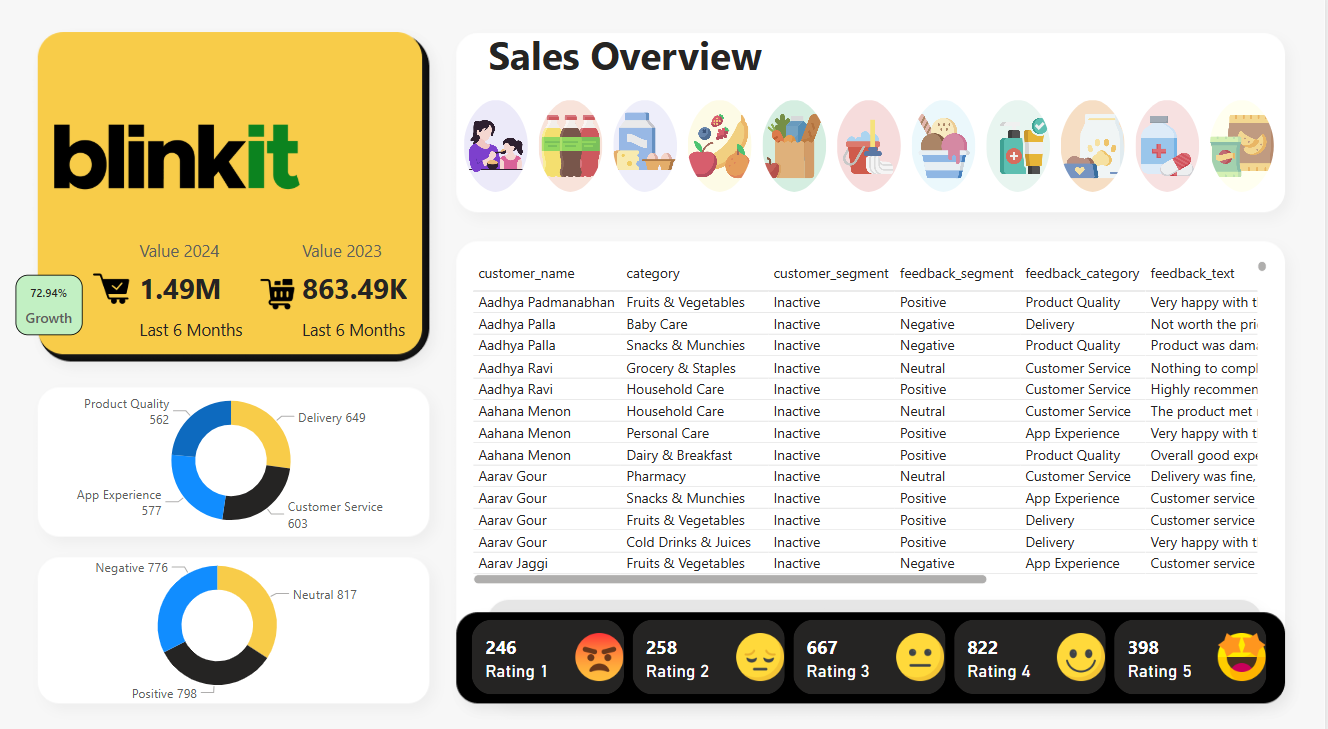 blinkit
Value 2024
1.49M
Last 6 Months
Value 2023
863.49K
Last 6 Months
72.94%
Growth
Product Quality
562
Delivery 649
App Experience
577
Customer Service
603
Negative 776
Neutral 817
Positive 798
Sales Overview
customer_name category customer_segment feedback_segment feedback_category feedback_text
Aadhya Padmanabhan Fruits & Vegetables Inactive Positive Product Quality Very happy with t
Aadhya Palla Baby Care Inactive Negative Delivery Not worth the pri
Aadhya Palla Snacks & Munchies Inactive Negative Product Quality Product was dam
Aadhya Ravi Grocery & Staples Inactive Neutral Customer Service Nothing to compl
Aadhya Ravi Household Care Inactive Positive Customer Service Highly recommen
Aahana Menon Household Care Inactive Neutral Customer Service The product met
Aahana Menon Personal Care Inactive Positive App Experience Very happy with t
Aahana Menon Dairy & Breakfast Inactive Positive Product Quality Overall good expe
Aarav Gour Pharmacy Inactive Neutral Customer Service Delivery was fine,
Aarav Gour Snacks & Munchies Inactive Positive App Experience Customer service
Aarav Gour Fruits & Vegetables Inactive Positive Delivery Customer service
Aarav Gour Cold Drinks & Juices Inactive Positive Delivery Very happy with t
Aarav Jaggi Fruits & Vegetables Inactive Negative App Experience Customer service
246
Rating 1
258
Rating 2
667
Rating 3
822
Rating 4
398
Rating 5